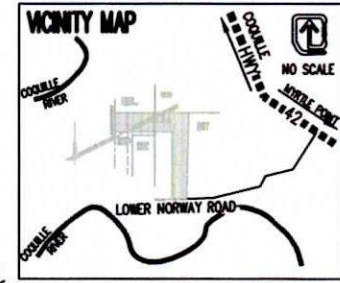 VICINITY MAP
COQUILLE
HWY
42
MYRTLE POINT
NO SCALE
COQUILLE
RIVER
LOWER NORWAY ROAD
COQUILLE
RIVER